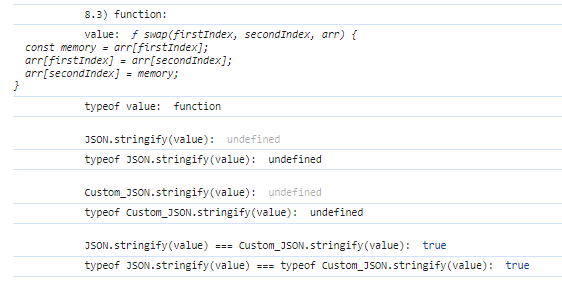 8.3) function:
value: ƒ swap(firstIndex, secondIndex, arr) {
const memory = arr[firstIndex];
arr[firstIndex] = arr[secondIndex];
arr[secondIndex] = memory;
}
typeof value: function
JSON.stringify(value): undefined
typeof JSON.stringify(value): undefined
Custom_JSON.stringify(value): undefined
typeof Custom_JSON.stringify(value): undefined
JSON.stringify(value) === Custom_JSON.stringify(value): true
typeof JSON.stringify(value) === typeof Custom_JSON.stringify(value): true